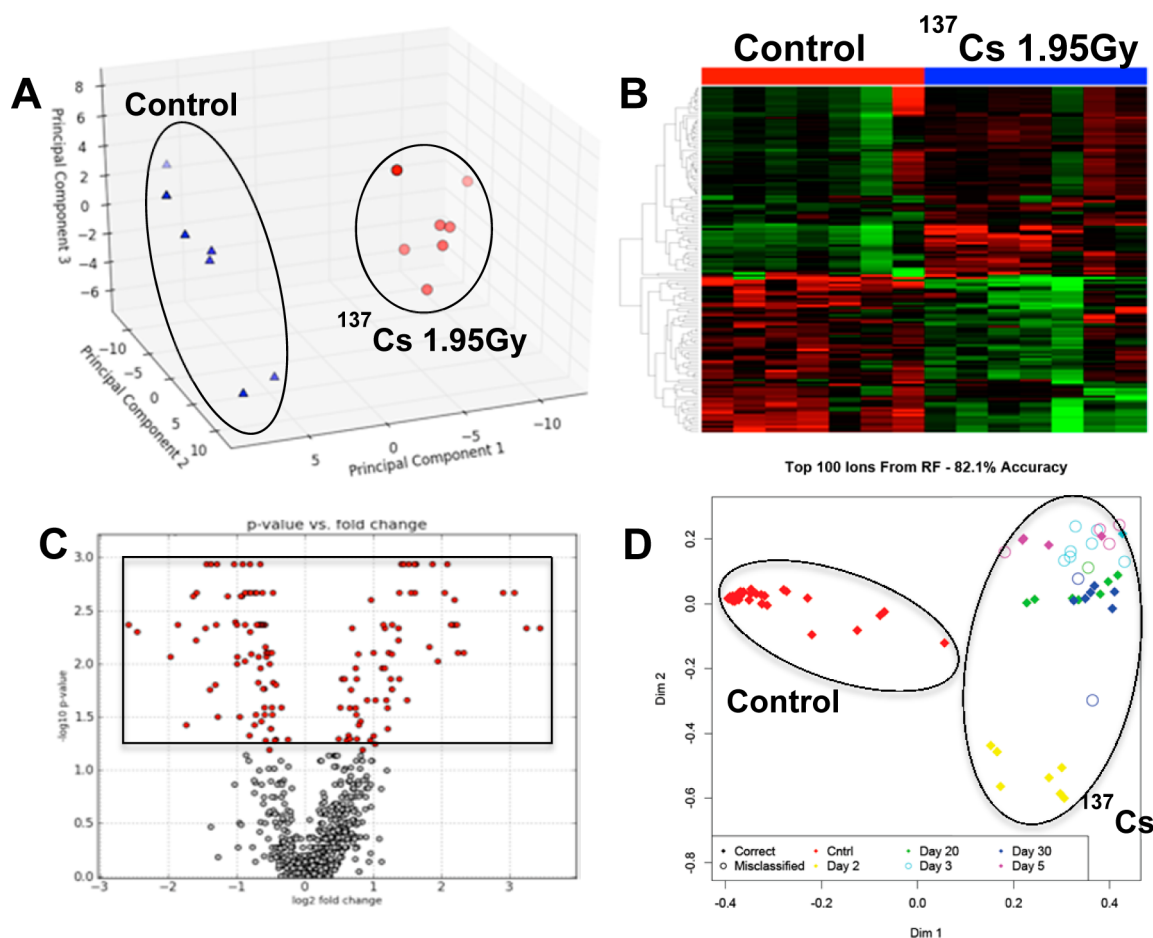 A
Control
137Cs 1.95Gy
Principal Component 3
8
6
4
2
0
−2
−4
−6
Principal Component 2
−10
−5
0
5
10
Principal Component 1
5
0
−5
−10
B
Control
137Cs 1.95Gy
C
p-value vs. fold change
-log10 p-value
3.0
2.5
2.0
1.5
1.0
0.5
0.0
−3 −2 −1 0 1 2 3
log2 fold change
Top 100 Ions From RF - 82.1% Accuracy
D
Dim 2
0.2
0.0
-0.2
-0.4
-0.6
-0.8
Control
137Cs
Correct Cntrl Day 20 Day 30
Misclassified Day 2 Day 3 Day 5
-0.4 -0.2 0.0 0.2 0.4
Dim 1